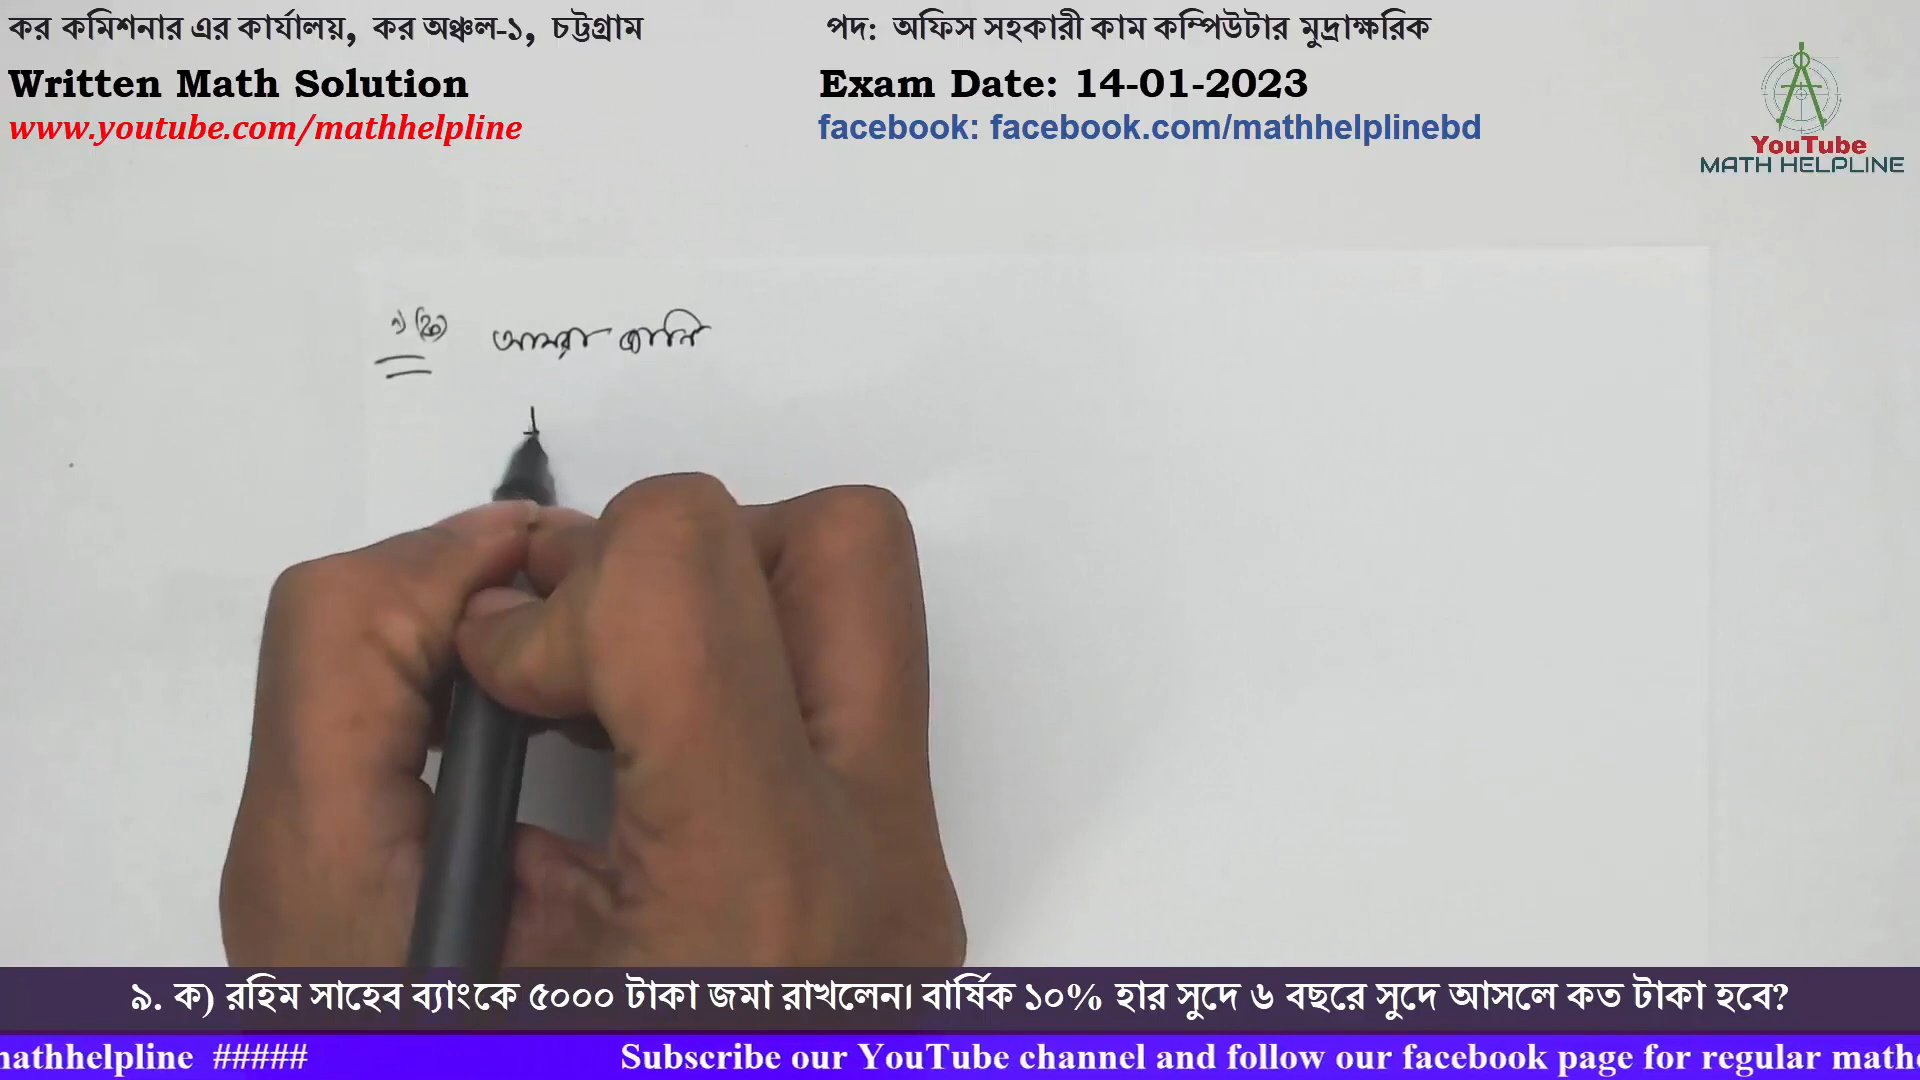 কর কমিশনার এর কার্যালয়, কর অঞ্চল-১, চট্টগ্রাম
পদ: অফিস সহকারী কাম কম্পিউটার মুদ্রাক্ষরিক
Written Math Solution
Exam Date: 14-01-2023
www.youtube.com/mathhelpline
facebook: facebook.com/mathhelplinebd
YouTube
MATH HELPLINE
৯(ক) আমরা জানি
৯. ক) রহিম সাহেব ব্যাংকে ৫০০০ টাকা জমা রাখলেন। বার্ষিক ১০% হার সুদে ৬ বছরে সুদে আসলে কত টাকা হবে?
mathhelpline ##### Subscribe our YouTube channel and follow our facebook page for regular math